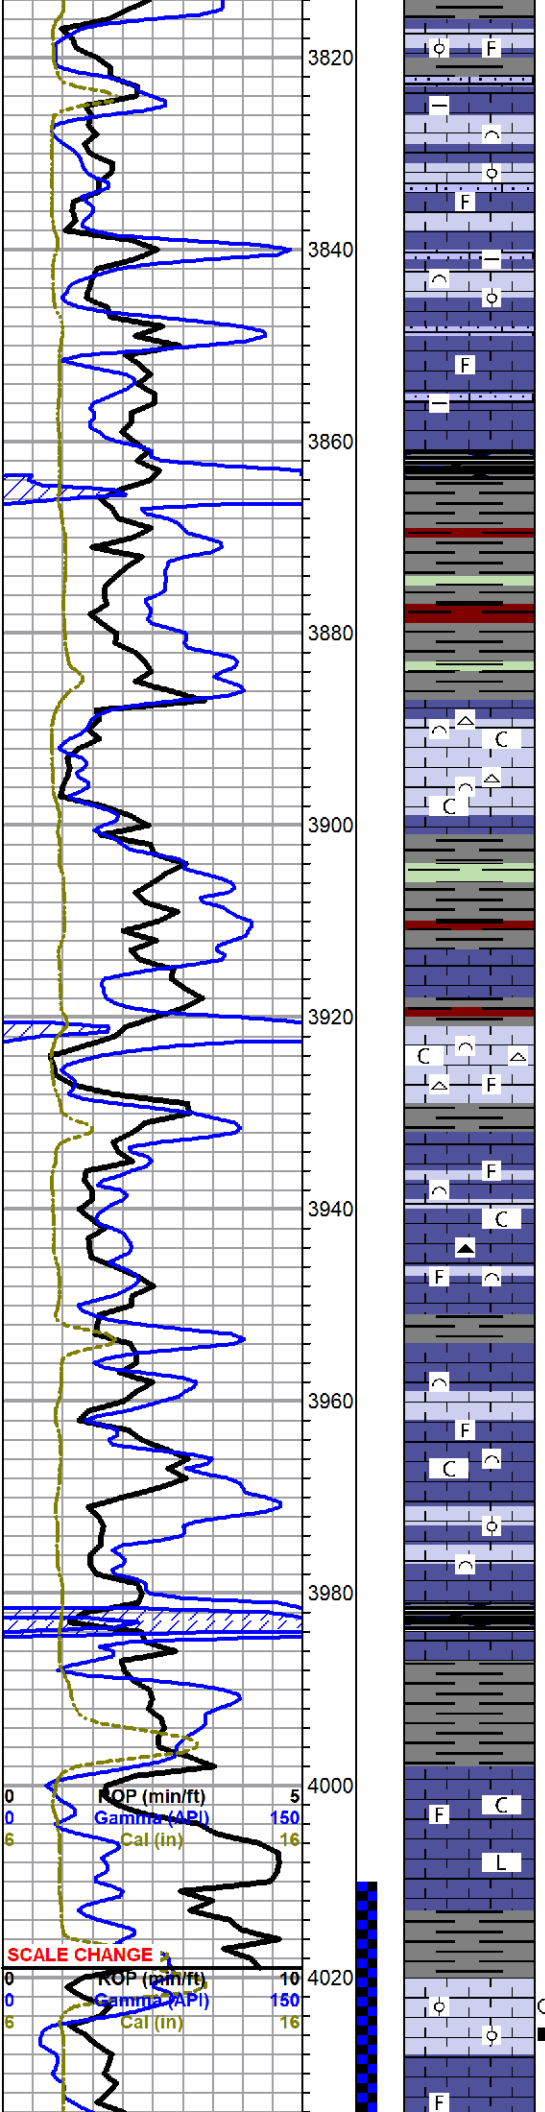 3820
F
F
3840
F
3860
3880
C
C
3900
3920
C
F
F
3940
C
F
3960
F
C
3980
4000
0 ROP (min/ft) 5
0 Gamma (API) 150
6 Cal (in) 16
C
F
L
SCALE CHANGE
4020
0 ROP (min/ft) 10
0 Gamma (API) 150
6 Cal (in) 16
F